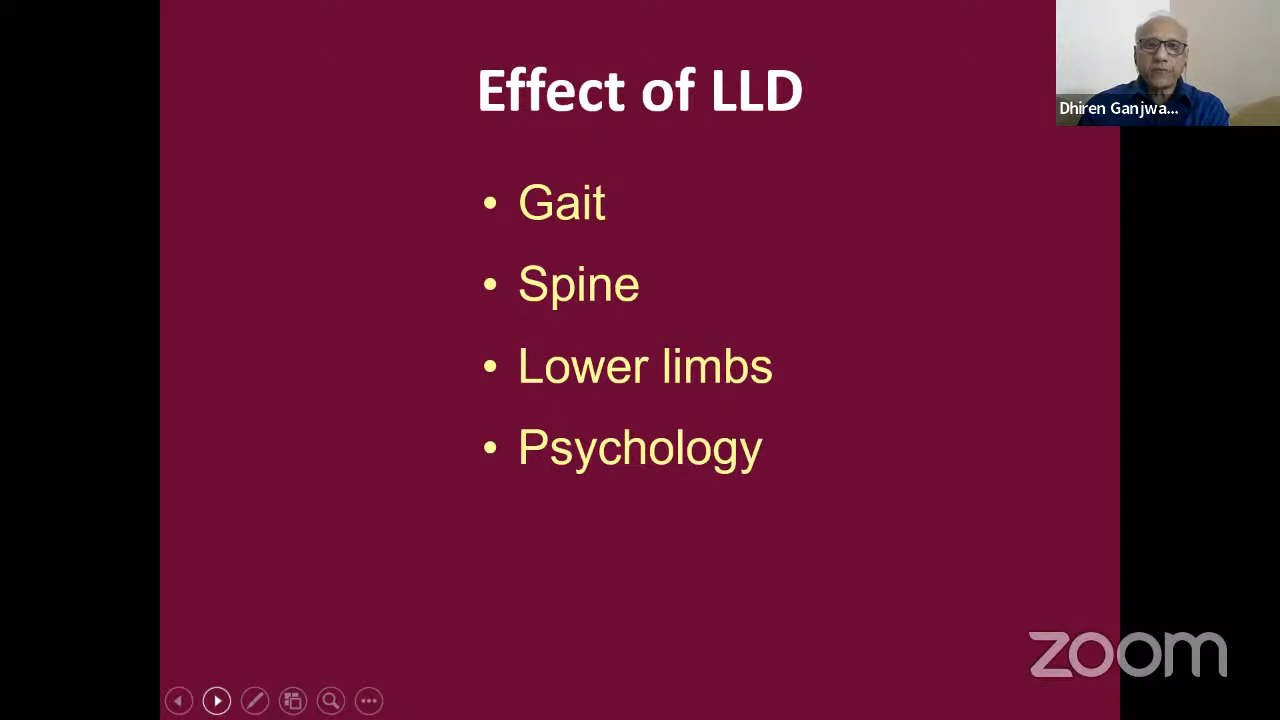 Effect of LLD
Dhiren Ganjwa...
• Gait
• Spine
• Lower limbs
• Psychology
zoom